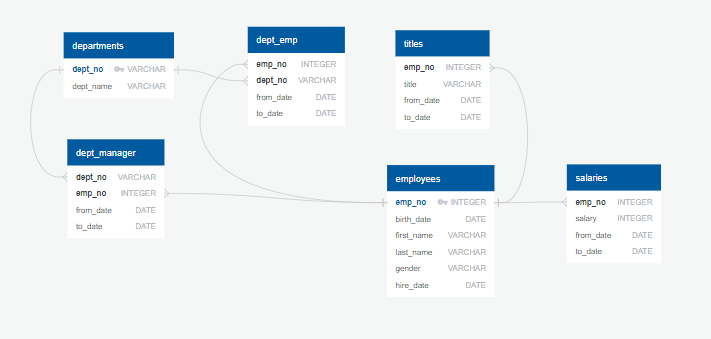 departments
dept_no VARCHAR
dept_name VARCHAR
dept_emp
emp_no INTEGER
dept_no VARCHAR
from_date DATE
to_date DATE
titles
emp_no INTEGER
title VARCHAR
from_date DATE
to_date DATE
dept_manager
dept_no VARCHAR
emp_no INTEGER
from_date DATE
to_date DATE
employees
emp_no INTEGER
birth_date DATE
first_name VARCHAR
last_name VARCHAR
gender VARCHAR
hire_date DATE
salaries
emp_no INTEGER
salary INTEGER
from_date DATE
to_date DATE